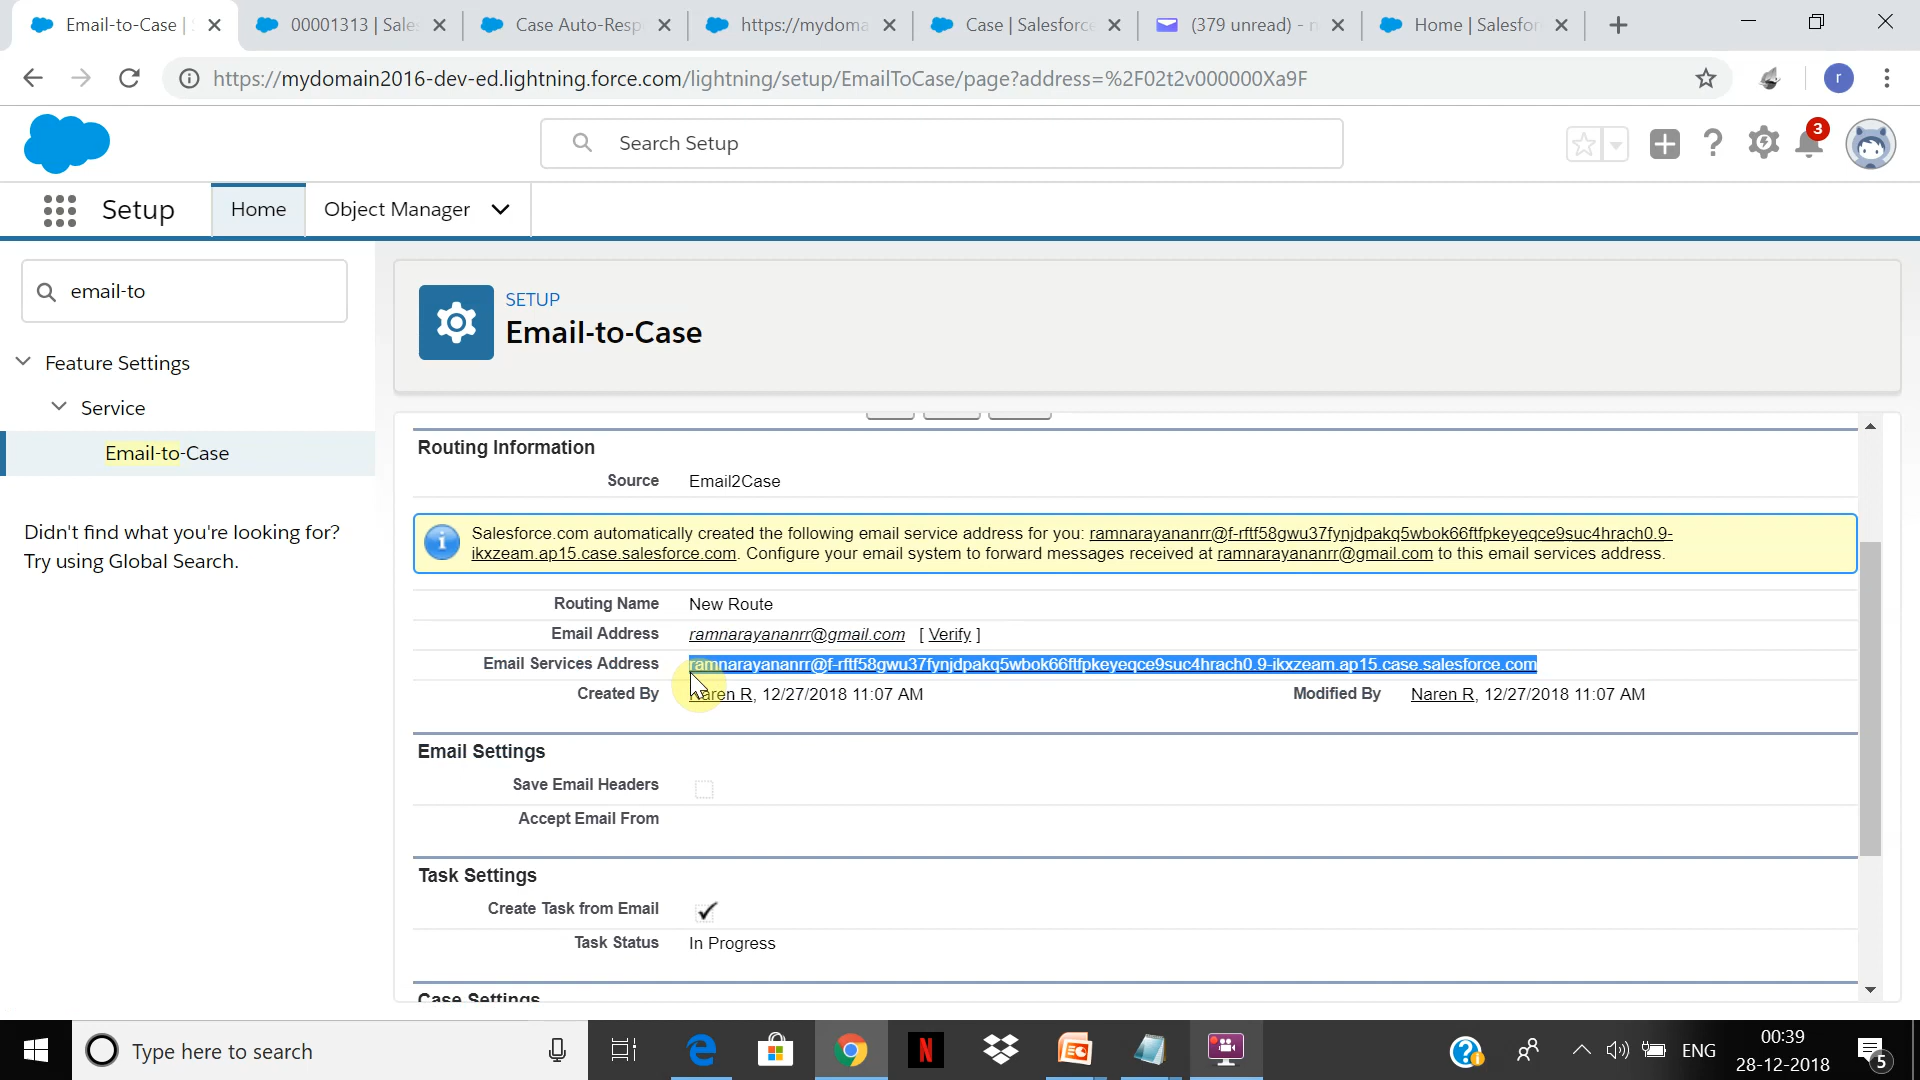 Email-to-Case | S
00001313 | Sales
Case Auto-Resp
https://mydoma
Case | Salesforce
(379 unread) - n
Home | Salesfor
https://mydomain2016-dev-ed.lightning.force.com/lightning/setup/EmailToCase/page?address=%2F02t2v000000Xa9F
r
Search Setup
3
Setup
Home
Object Manager
email-to
Feature Settings
Service
Email-to-Case
Didn't find what you're looking for?
Try using Global Search.
SETUP
Email-to-Case
Routing Information
Source Email2Case
Salesforce.com automatically created the following email service address for you: ramnarayananrr@f-rftf58gwu37fynjdpakq5wbok66ftfpkeyeqce9suc4hrach0.9-
ikxzeam.ap15.case.salesforce.com. Configure your email system to forward messages received at ramnarayananrr@gmail.com to this email services address.
Routing Name New Route
Email Address ramnarayananrr@gmail.com [ Verify ]
Email Services Address ramnarayananrr@f-rftf58gwu37fynjdpakq5wbok66ftfpkeyeqce9suc4hrach0.9-ikxzeam.ap15.case.salesforce.com
Created By Naren R, 12/27/2018 11:07 AM Modified By Naren R, 12/27/2018 11:07 AM
Email Settings
Save Email Headers
Accept Email From
Task Settings
Create Task from Email
Task Status In Progress
Case Settings
Type here to search
N
ENG
00:39
28-12-2018
5